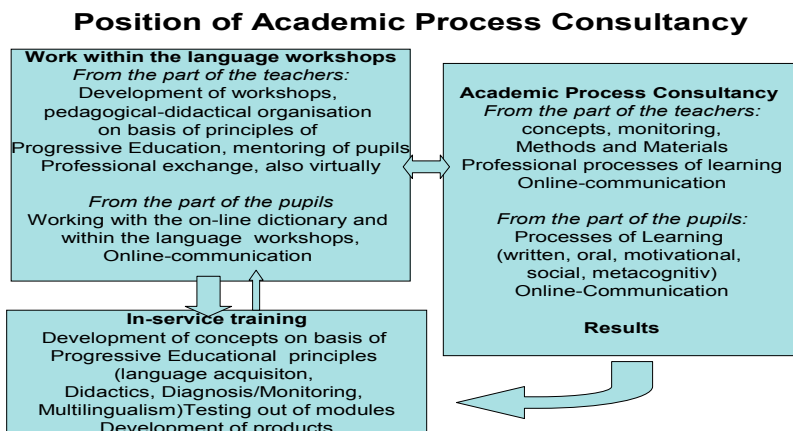 Position of Academic Process Consultancy
Work within the language workshops
From the part of the teachers:
Development of workshops,
pedagogical-didactical organisation
on basis of principles of
Progressive Education, mentoring of pupils
Professional exchange, also virtually
From the part of the pupils
Working with the on-line dictionary and
within the language workshops,
Online-communication
Academic Process Consultancy
From the part of the teachers:
concepts, monitoring,
Methods and Materials
Professional processes of learning
Online-communication
From the part of the pupils:
Processes of Learning
(written, oral, motivational,
social, metacognitiv)
Online-Communication
Results
In-service training
Development of concepts on basis of
Progressive Educational principles
(language acquisiton,
Didactics, Diagnosis/Monitoring,
Multilingualism)Testing out of modules
Development of products